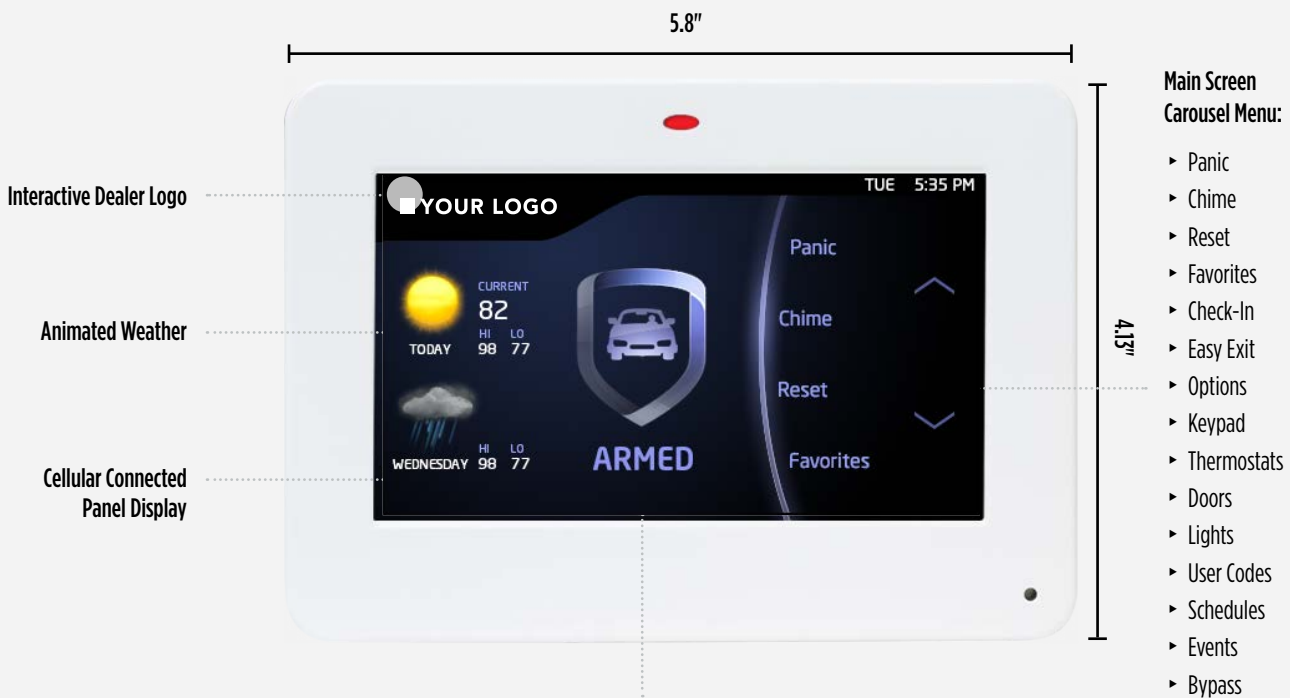 5.8"
4.13"
Interactive Dealer Logo
Animated Weather
Cellular Connected
Panel Display
YOUR LOGO
TUE 5:35 PM
CURRENT
82
HI LO
TODAY 98 77
HI LO
WEDNESDAY 98 77
ARMED
Panic
Chime
Reset
Favorites
Main Screen
Carousel Menu:
▸ Panic
▸ Chime
▸ Reset
▸ Favorites
▸ Check-In
▸ Easy Exit
▸ Options
▸ Keypad
▸ Thermostats
▸ Doors
▸ Lights
▸ User Codes
▸ Schedules
▸ Events
▸ Bypass